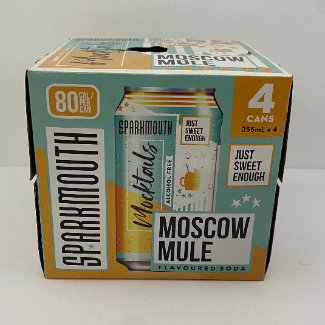 Mocktails
MOSCOW
MULE
80 CAL/
PER
CAN
SPARKMOUTH
SPARKMOUTH
Mocktails
ALCOHOL FREE
JUST
SWEET
ENOUGH
4
CANS
355mL x 4
JUST
SWEET
ENOUGH
MOSCOW
MULE
FLAVOURED SODA